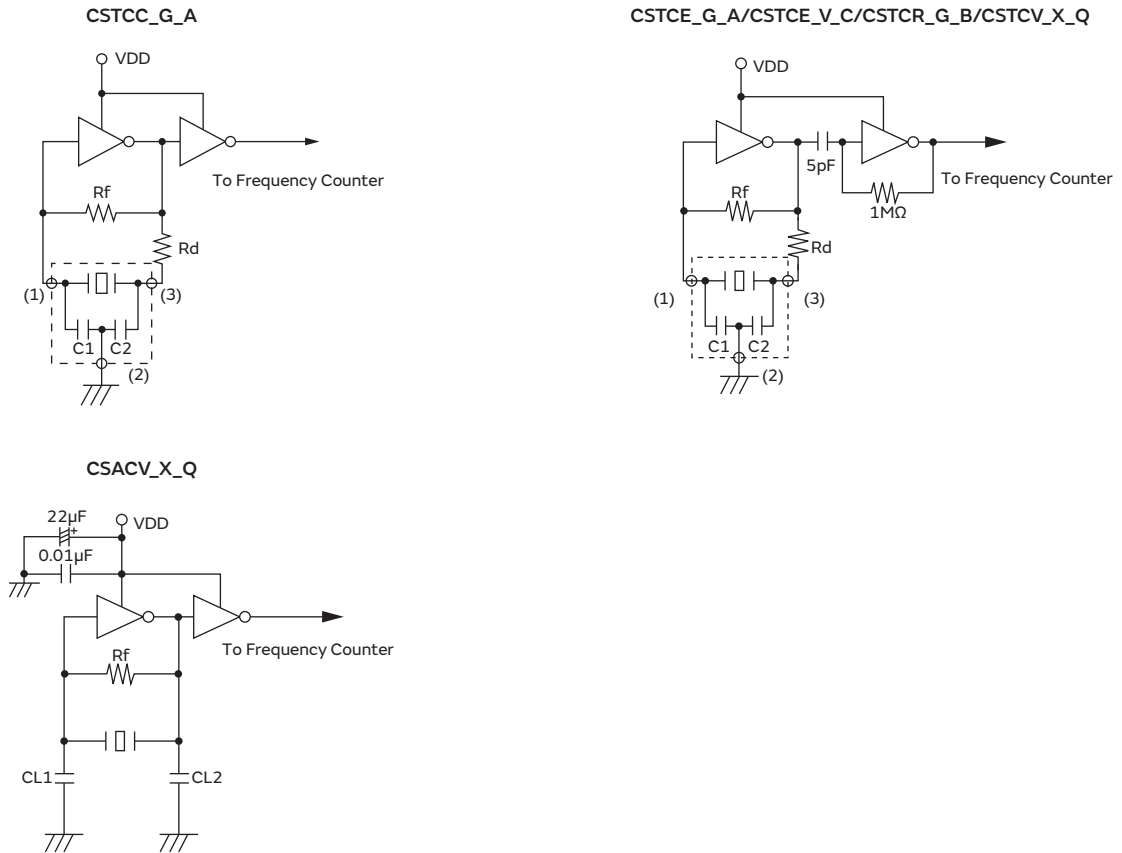 CSTCC_G_A
VDD
To Frequency Counter
Rf
Rd
(1)
(3)
C1
C2
(2)
CSTCE_G_A/CSTCE_V_C/CSTCR_G_B/CSTCV_X_Q
VDD
5pF
To Frequency Counter
Rf
1MΩ
Rd
(1)
(3)
C1
C2
(2)
CSACV_X_Q
22μF
+
VDD
0.01μF
To Frequency Counter
Rf
CL1
CL2